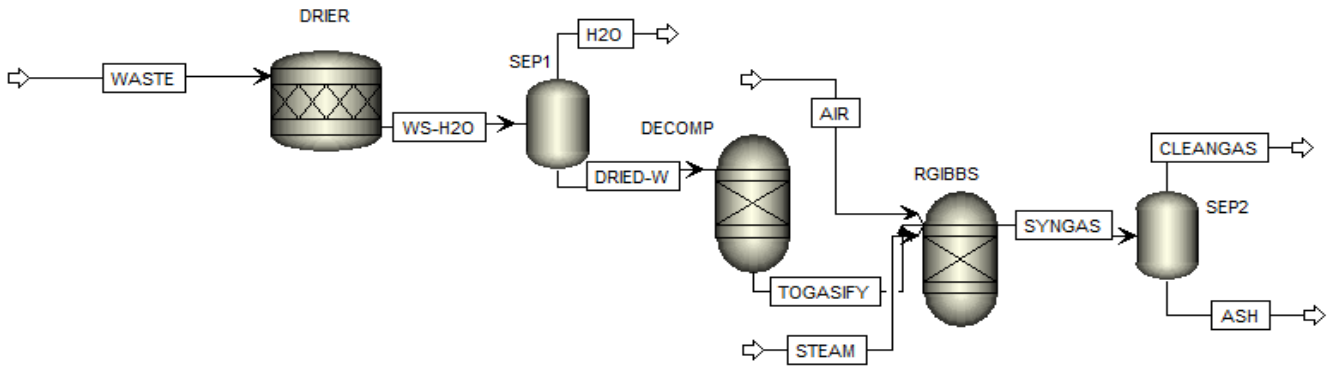 DRIER
WASTE
WS-H2O
SEP1
H2O
DRIED-W
DECOMP
TOGASIFY
AIR
STEAM
RGIBBS
SYNGAS
SEP2
CLEANGAS
ASH